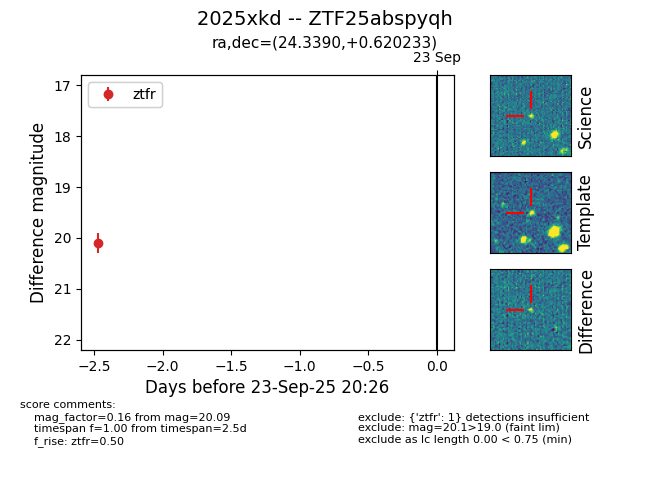 2025xkd -- ZTF25abspyqh
ra,dec=(24.3390,+0.620233)
23 Sep
ztfr
17
18
19
20
21
22
Difference magnitude
−2.5
−2.0
−1.5
−1.0
−0.5
0.0
Days before 23-Sep-25 20:26
Science
Template
Difference
score comments:
mag_factor=0.16 from mag=20.09
timespan f=1.00 from timespan=2.5d
f_rise: ztfr=0.50
exclude: {'ztfr': 1} detections insufficient
exclude: mag=20.1>19.0 (faint lim)
exclude as lc length 0.00 < 0.75 (min)